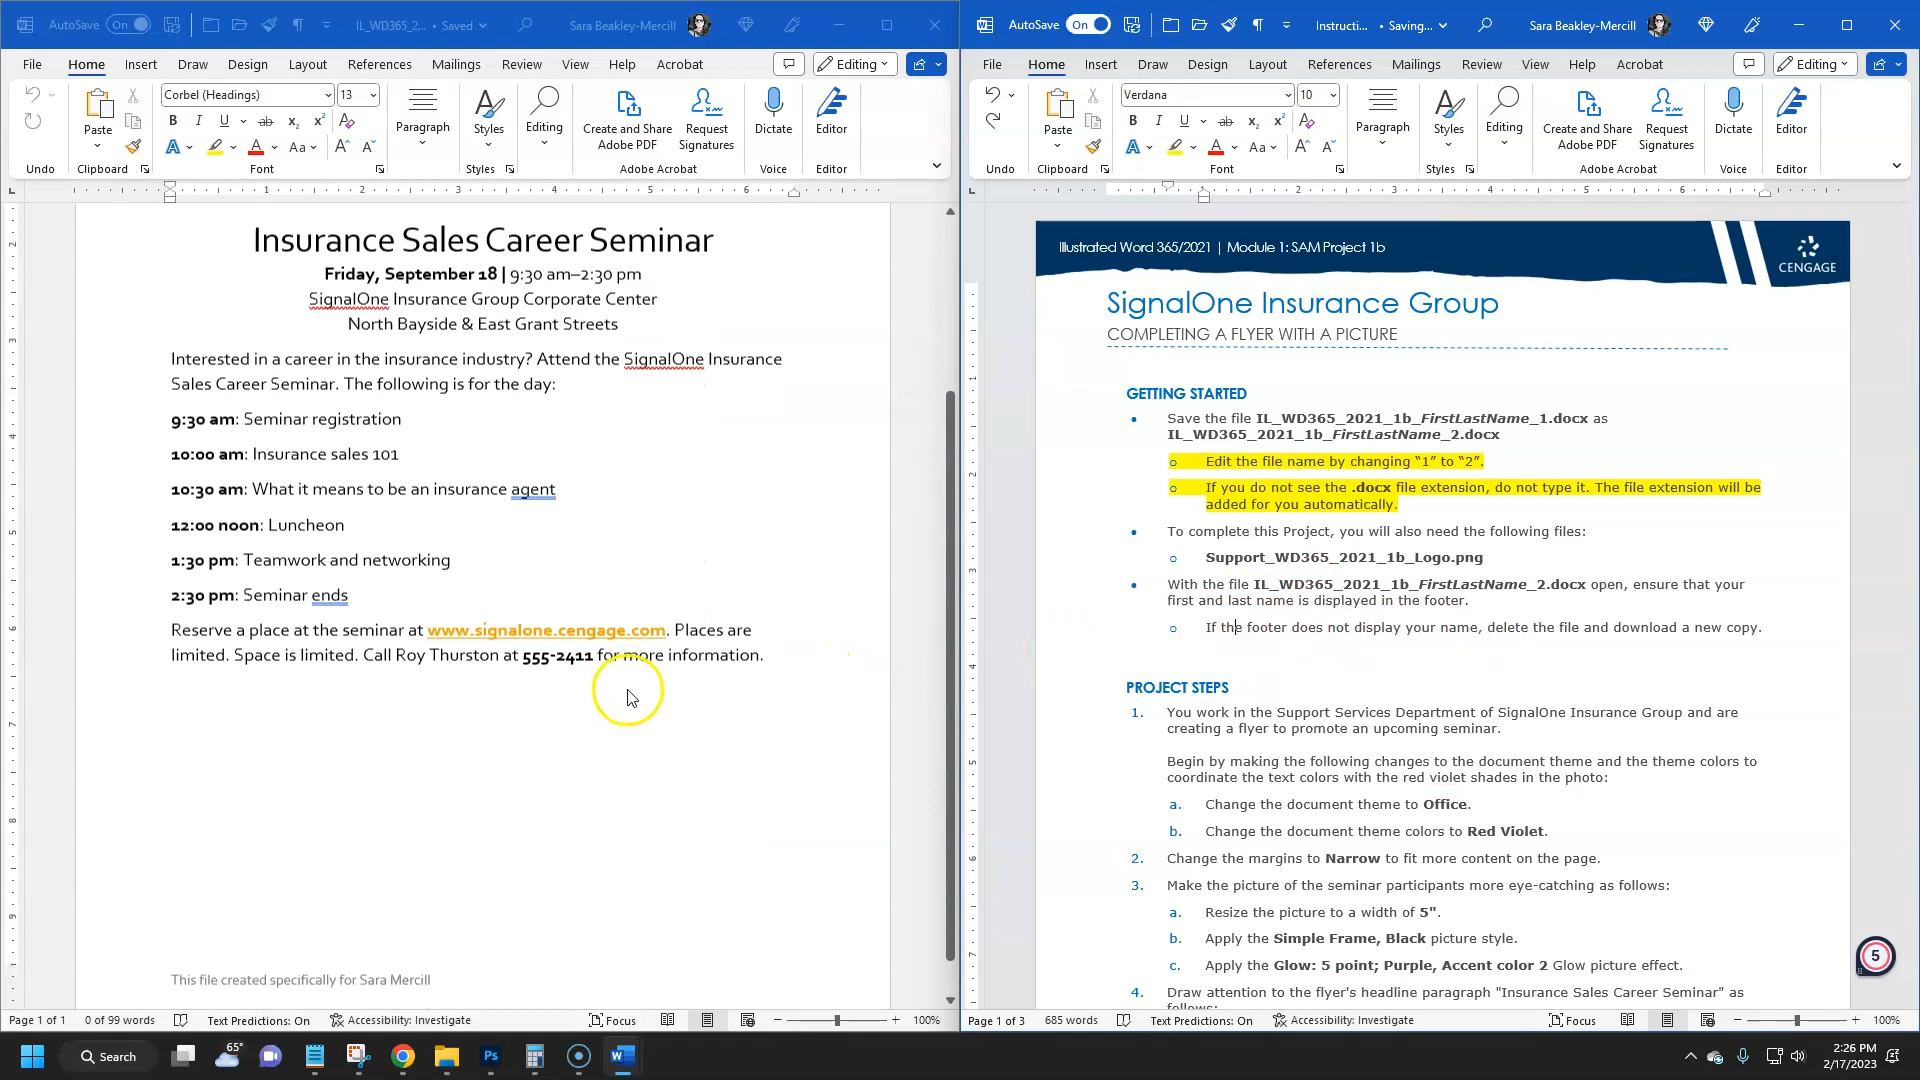 AutoSave On IL_WD365_2... • Saved Sara Beakley-Mercill
File Home Insert Draw Design Layout References Mailings Review View Help Acrobat Editing
Corbel (Headings) 13
Paste Paragraph Styles Editing Create and Share Adobe PDF Request Signatures Dictate Editor
Undo Clipboard Font Styles Adobe Acrobat Voice Editor
Insurance Sales Career Seminar
Friday, September 18 | 9:30 am–2:30 pm
SignalOne Insurance Group Corporate Center
North Bayside & East Grant Streets
Interested in a career in the insurance industry? Attend the SignalOne Insurance
Sales Career Seminar. The following is for the day:
9:30 am: Seminar registration
10:00 am: Insurance sales 101
10:30 am: What it means to be an insurance agent
12:00 noon: Luncheon
1:30 pm: Teamwork and networking
2:30 pm: Seminar ends
Reserve a place at the seminar at www.signalone.cengage.com. Places are
limited. Space is limited. Call Roy Thurston at 555-2411 for more information.
This file created specifically for Sara Mercill
Page 1 of 1 0 of 99 words Text Predictions: On Accessibility: Investigate Focus 100%
AutoSave On Instructi... • Saving... Sara Beakley-Mercill
File Home Insert Draw Design Layout References Mailings Review View Help Acrobat Editing
Verdana 10
Paste Paragraph Styles Editing Create and Share Adobe PDF Request Signatures Dictate Editor
Undo Clipboard Font Styles Adobe Acrobat Voice Editor
Illustrated Word 365/2021 | Module 1: SAM Project 1b
CENGAGE
SignalOne Insurance Group
COMPLETING A FLYER WITH A PICTURE
GETTING STARTED
• Save the file IL_WD365_2021_1b_FirstLastName_1.docx as
IL_WD365_2021_1b_FirstLastName_2.docx
o Edit the file name by changing “1” to “2”.
o If you do not see the .docx file extension, do not type it. The file extension will be
added for you automatically.
• To complete this Project, you will also need the following files:
o Support_WD365_2021_1b_Logo.png
• With the file IL_WD365_2021_1b_FirstLastName_2.docx open, ensure that your
first and last name is displayed in the footer.
o If the footer does not display your name, delete the file and download a new copy.
PROJECT STEPS
1. You work in the Support Services Department of SignalOne Insurance Group and are
creating a flyer to promote an upcoming seminar.
Begin by making the following changes to the document theme and the theme colors to
coordinate the text colors with the red violet shades in the photo:
a. Change the document theme to Office.
b. Change the document theme colors to Red Violet.
2. Change the margins to Narrow to fit more content on the page.
3. Make the picture of the seminar participants more eye-catching as follows:
a. Resize the picture to a width of 5".
b. Apply the Simple Frame, Black picture style.
c. Apply the Glow: 5 point; Purple, Accent color 2 Glow picture effect.
4. Draw attention to the flyer's headline paragraph "Insurance Sales Career Seminar" as
follows:
5
Page 1 of 3 685 words Text Predictions: On Accessibility: Investigate Focus 100%
65° Search
2:26 PM
2/17/2023